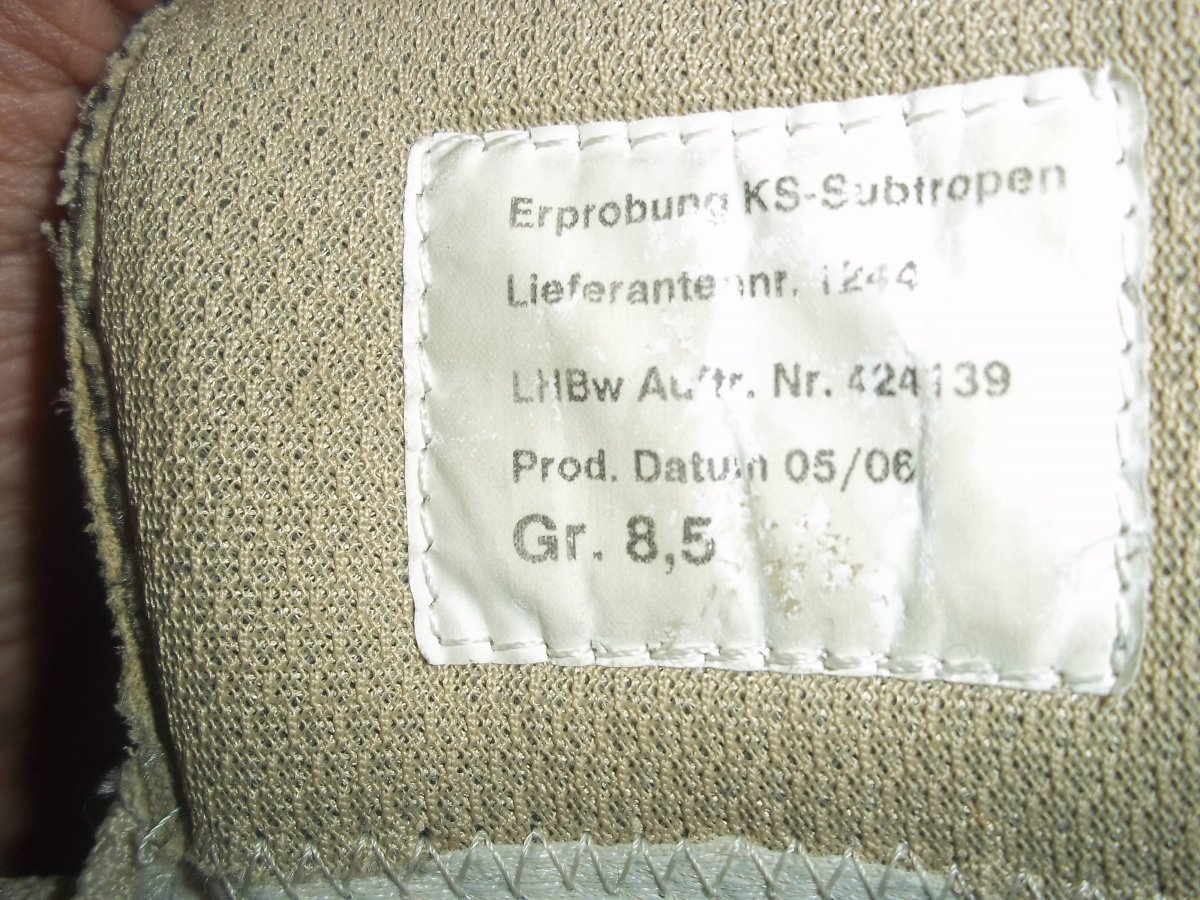 Erprobung KS-Subtropen
Lieferantennr. 1244
LHBw Auftr. Nr. 424139
Prod. Datum 05/06
Gr. 8,5